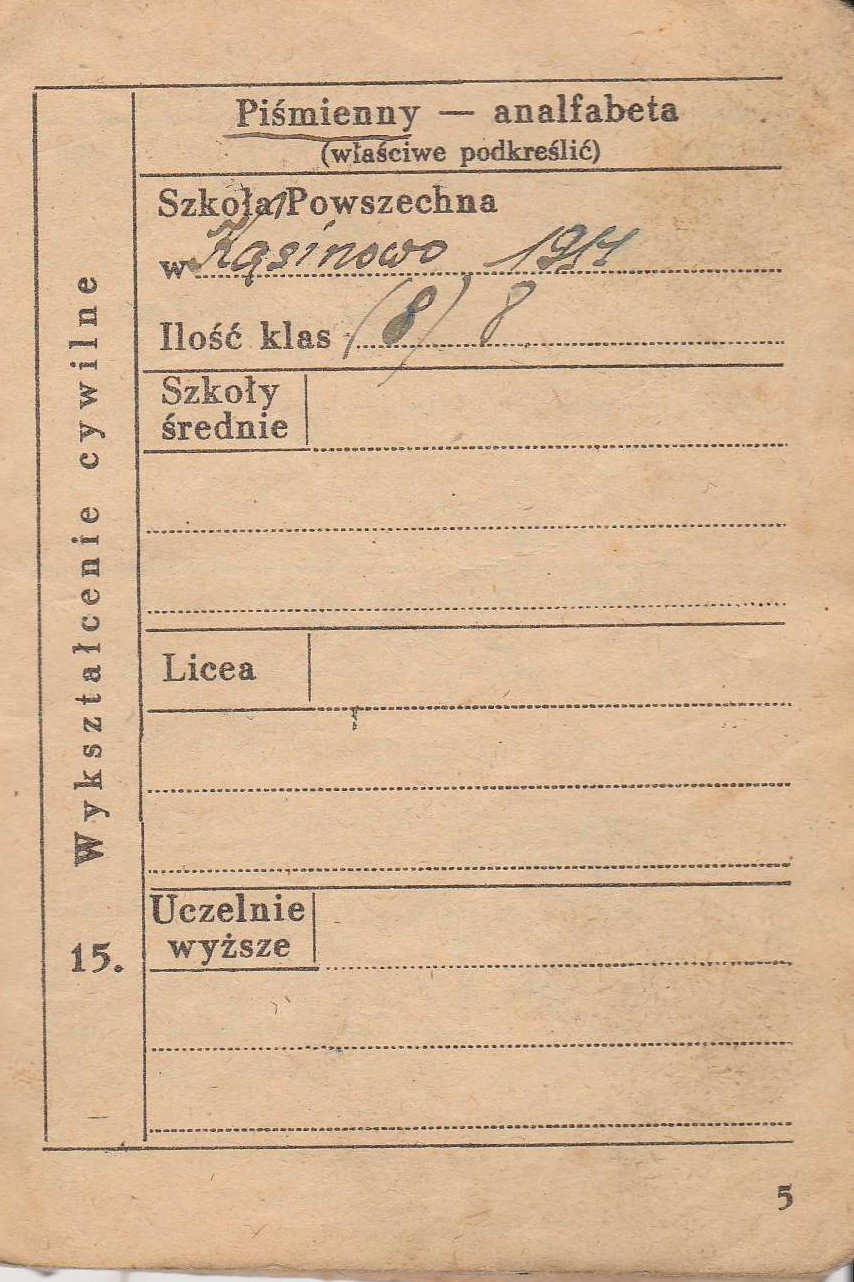 Piśmienny — analfabeta
(właściwe podkreślić)
Szkoła Powszechna
w Kąsinowo
Ilość klas (8) 8
Szkoły
średnie
Licea
Uczelnie
wyższe
Wykształcenie cywilne
15.
5